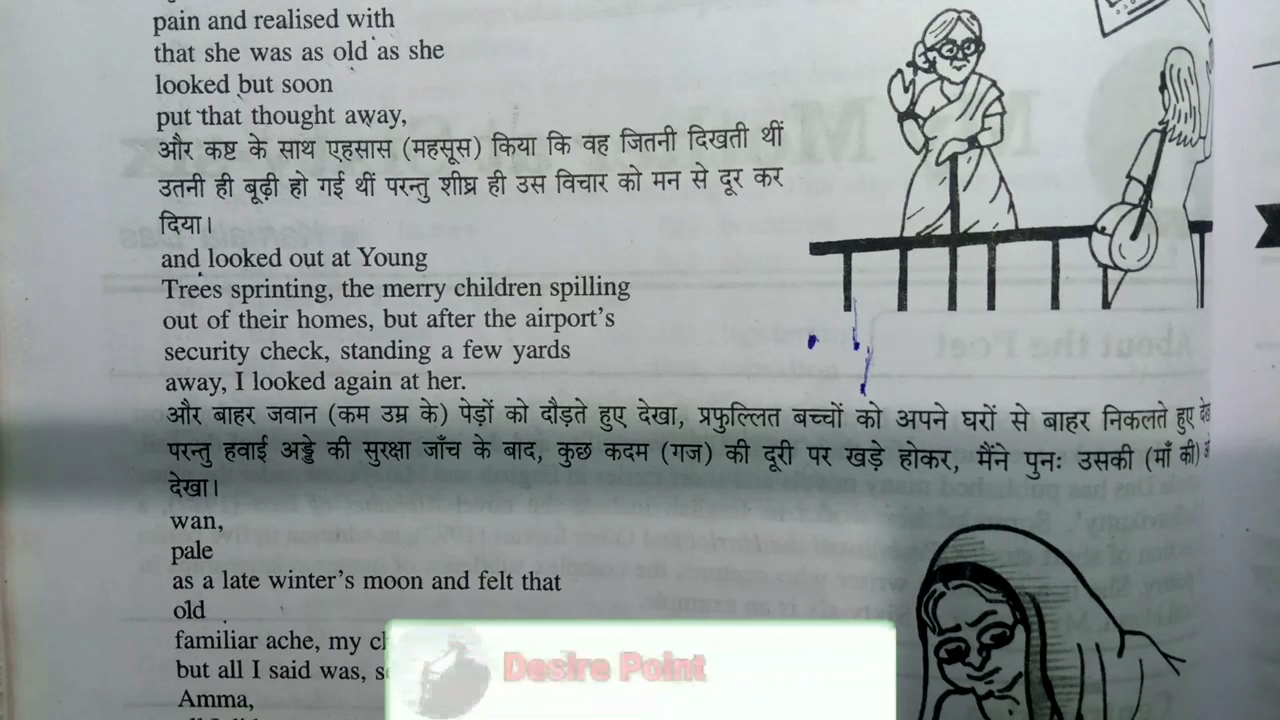 pain and realised with
that she was as old as she
looked but soon
put that thought away,
और कष्ट के साथ एहसास (महसूस) किया कि वह जितनी दिखती थीं
उतनी ही बूढ़ी हो गई थीं परन्तु शीघ्र ही उस विचार को मन से दूर कर
दिया।
and looked out at Young
Trees sprinting, the merry children spilling
out of their homes, but after the airport's
security check, standing a few yards
away, I looked again at her.
और बाहर जवान (कम उम्र के) पेड़ों को दौड़ते हुए देखा, प्रफुल्लित बच्चों को अपने घरों से बाहर निकलते हुए
परन्तु हवाई अड्डे की सुरक्षा जाँच के बाद, कुछ कदम (गज) की दूरी पर खड़े होकर, मैंने पुनः उसकी (माँ की)
देखा।
wan,
pale
as a late winter's moon and felt that
old
familiar ache, my
but all I said was,
Amma,
Desire Point